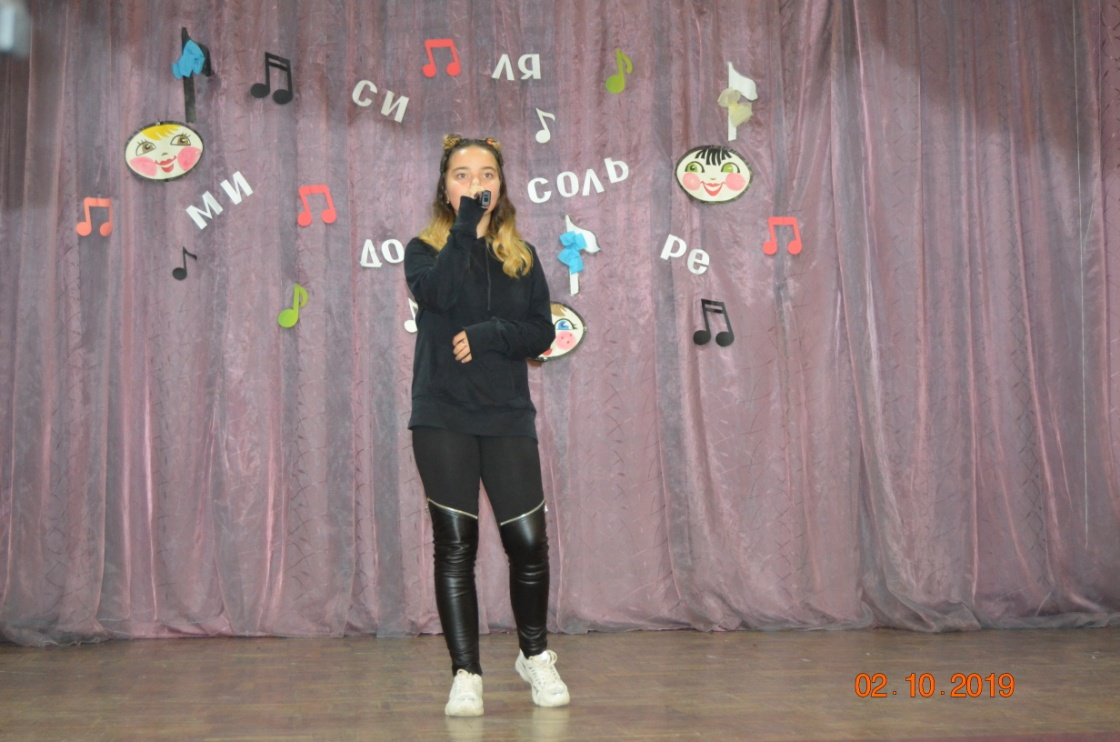 СИ
ЛЯ
МИ
СОЛЬ
ДО
РЕ
02.10.2019